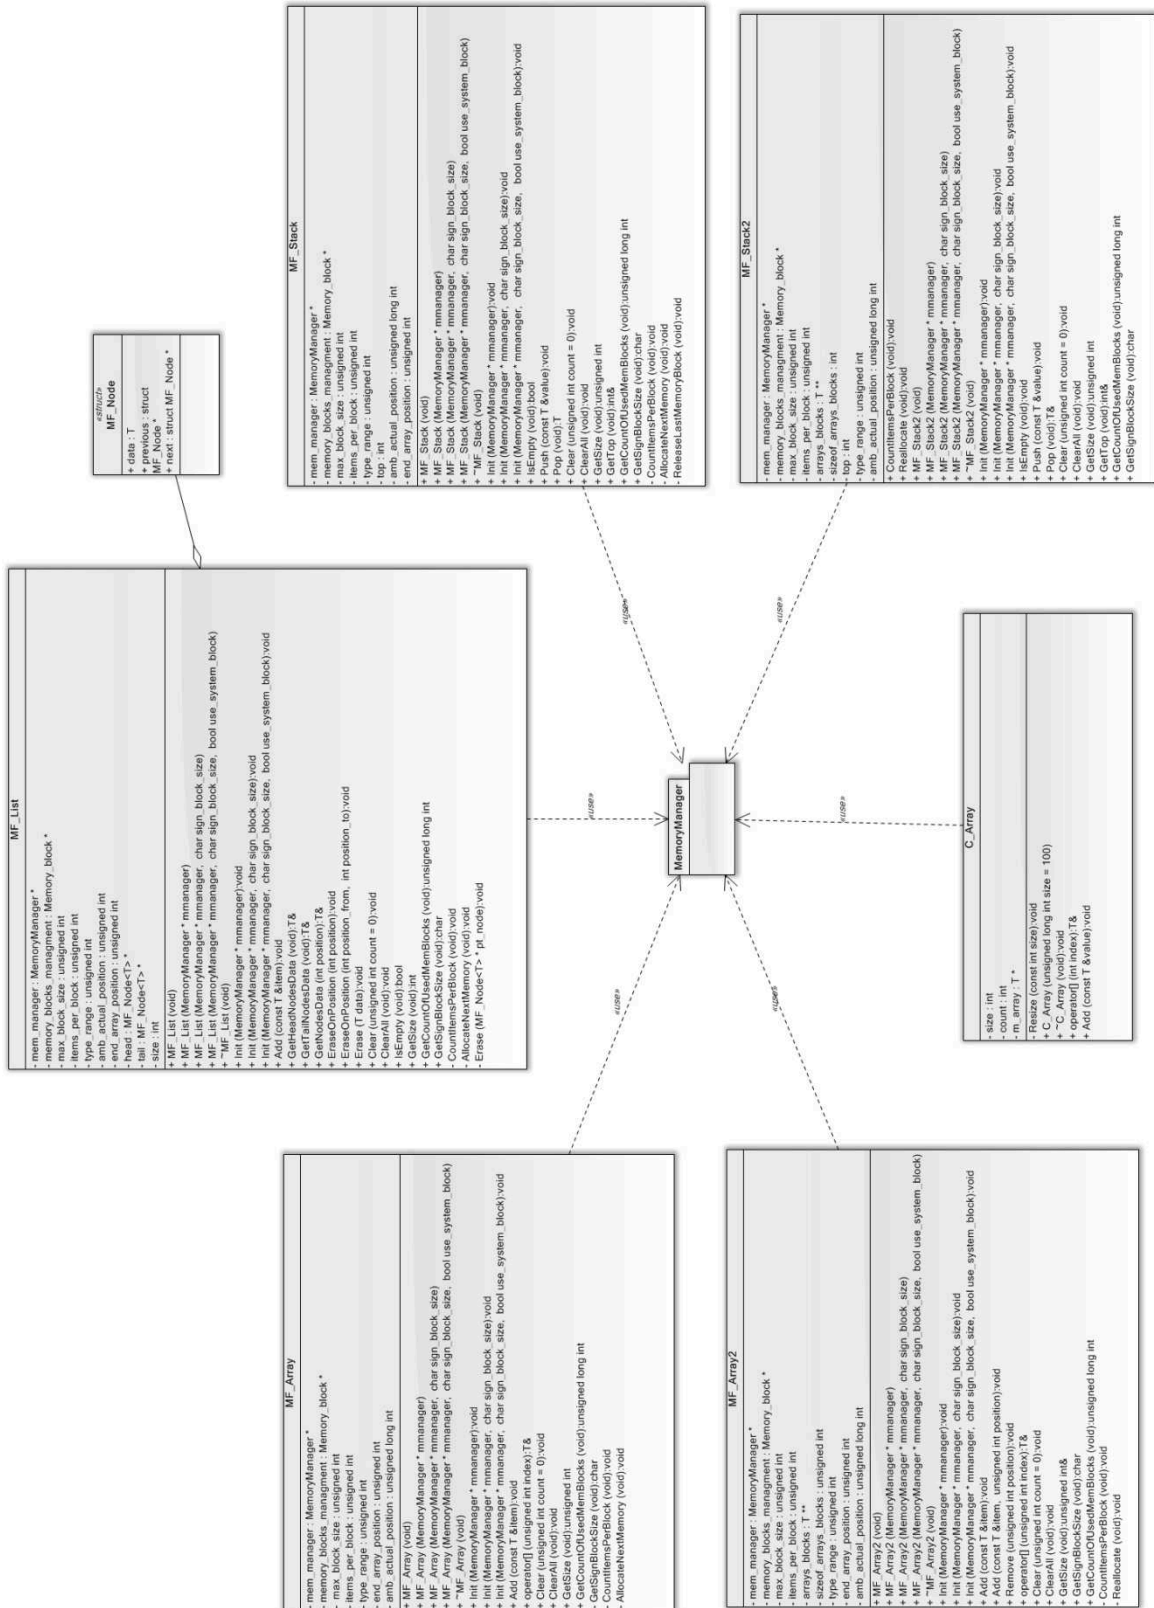 MF_Array
- mem_manager : MemoryManager *
- memory_blocks_managment : Memory_block *
- max_block_size : unsigned int
- items_per_block : unsigned int
- type_range : unsigned int
- end_array_position : unsigned int
- amb_actual_position : unsigned long int
+ MF_Array (void)
+ MF_Array (MemoryManager * mmanager)
+ MF_Array (MemoryManager * mmanager, char sign_block_size)
+ MF_Array (MemoryManager * mmanager, char sign_block_size, bool use_system_block)
+ ~MF_Array (void)
+ Init (MemoryManager * mmanager):void
+ Init (MemoryManager * mmanager, char sign_block_size):void
+ Init (MemoryManager * mmanager, char sign_block_size, bool use_system_block):void
+ Add (const T &item):void
+ operator[] (unsigned int index):T&
+ Clear (unsigned int count = 0):void
+ ClearAll (void):void
+ GetSize (void):unsigned int
+ GetCountOfUsedMemBlocks (void):unsigned long int
- GetSignBlockSize (void):char
- CountItemsPerBlock (void):void
- AllocateNextMemory (void):void
MF_List
- mem_manager : MemoryManager *
- memory_blocks_managment : Memory_block *
- max_block_size : unsigned int
- items_per_block : unsigned int
- type_range : unsigned int
- amb_actual_position : unsigned int
- end_array_position : unsigned int
- head : MF_Node<T> *
- tail : MF_Node<T> *
- size : int
+ MF_List (void)
+ MF_List (MemoryManager * mmanager)
+ MF_List (MemoryManager * mmanager, char sign_block_size)
+ MF_List (MemoryManager * mmanager, char sign_block_size, bool use_system_block)
+ ~MF_List (void)
+ Init (MemoryManager * mmanager):void
+ Init (MemoryManager * mmanager, char sign_block_size):void
+ Init (MemoryManager * mmanager, char sign_block_size, bool use_system_block):void
+ Add (const T &item):void
+ GetHeadNodesData (void):T&
+ GetTailNodesData (void):T&
+ GetNodesData (int position):T&
+ EraseOnPosition (int position):void
+ EraseOnPosition (int position_from, int position_to):void
+ Erase (T data):void
+ Clear (unsigned int count = 0):void
+ ClearAll (void):void
+ IsEmpty (void):bool
+ GetSize (void):int
+ GetCountOfUsedMemBlocks (void):unsigned long int
+ GetSignBlockSize (void):char
- CountItemsPerBlock (void):void
- AllocateNextMemory (void):void
- Erase (MF_Node<T> * pt_node):void
«struct»
MF_Node
+ data : T
+ previous : struct
MF_Node *
+ next : struct MF_Node *
MF_Stack
- mem_manager : MemoryManager *
- memory_blocks_managment : Memory_block *
- max_block_size : unsigned int
- items_per_block : unsigned int
- type_range : unsigned int
- top : int
- amb_actual_position : unsigned long int
- end_array_position : unsigned int
+ MF_Stack (void)
+ MF_Stack (MemoryManager * mmanager)
+ MF_Stack (MemoryManager * mmanager, char sign_block_size)
+ MF_Stack (MemoryManager * mmanager, char sign_block_size, bool use_system_block)
+ ~MF_Stack (void)
+ Init (MemoryManager * mmanager):void
+ Init (MemoryManager * mmanager, char sign_block_size):void
+ Init (MemoryManager * mmanager, char sign_block_size, bool use_system_block):void
+ IsEmpty (void):bool
+ Push (const T &value):void
+ Pop (void):T
+ Clear (unsigned int count = 0):void
+ ClearAll (void):void
+ GetSize (void):unsigned int
+ GetTop (void):int&
+ GetCountOfUsedMemBlocks (void):unsigned long int
+ GetSignBlockSize (void):char
- CountItemsPerBlock (void):void
- AllocateNextMemory (void):void
- ReleaseLastMemoryBlock (void):void
«use»
«use»
«use»
MemoryManager
«use»
«use»
«use»
MF_Array2
- mem_manager : MemoryManager *
- memory_blocks_managment : Memory_block *
- max_block_size : unsigned int
- items_per_block : unsigned int
- arrays_blocks : T **
- sizeof_arrays_blocks : unsigned int
- type_range : unsigned int
- end_array_position : unsigned int
- amb_actual_position : unsigned long int
+ MF_Array2 (void)
+ MF_Array2 (MemoryManager * mmanager)
+ MF_Array2 (MemoryManager * mmanager, char sign_block_size)
+ MF_Array2 (MemoryManager * mmanager, char sign_block_size, bool use_system_block)
+ ~MF_Array2 (void)
+ Init (MemoryManager * mmanager):void
+ Init (MemoryManager * mmanager, char sign_block_size):void
+ Init (MemoryManager * mmanager, char sign_block_size, bool use_system_block):void
+ Add (const T &item):void
+ Add (const T &item, unsigned int position):void
+ Remove (unsigned int position):void
+ operator[] (unsigned int index):T&
+ Clear (unsigned int count = 0):void
+ ClearAll (void):void
+ GetSize (void):unsigned int&
+ GetSignBlockSize (void):char
+ GetCountOfUsedMemBlocks (void):unsigned long int
- CountItemsPerBlock (void):void
- Reallocate (void):void
C_Array
- size : int
- count : int
- m_array : T *
- Resize (const int size):void
+ C_Array (unsigned long int size = 100)
+ ~C_Array (void):void
+ operator[] (int index):T&
+ Add (const T &value):void
MF_Stack2
- mem_manager : MemoryManager *
- memory_blocks_managment : Memory_block *
- max_block_size : unsigned int
- items_per_block : unsigned int
- arrays_blocks : T **
- sizeof_arrays_blocks : int
- top : int
- type_range : unsigned int
- amb_actual_position : unsigned long int
+ CountItemsPerBlock (void):void
+ Reallocate (void):void
+ MF_Stack2 (void)
+ MF_Stack2 (MemoryManager * mmanager)
+ MF_Stack2 (MemoryManager * mmanager, char sign_block_size)
+ MF_Stack2 (MemoryManager * mmanager, char sign_block_size, bool use_system_block)
+ ~MF_Stack2 (void)
+ Init (MemoryManager * mmanager):void
+ Init (MemoryManager * mmanager, char sign_block_size):void
+ Init (MemoryManager * mmanager, char sign_block_size, bool use_system_block):void
+ IsEmpty (void):void
+ Push (const T &value):void
+ Pop (void):T&
+ Clear (unsigned int count = 0):void
+ ClearAll (void):void
+ GetSize (void):unsigned int
+ GetTop (void):int&
+ GetCountOfUsedMemBlocks (void):unsigned long int
+ GetSignBlockSize (void):char